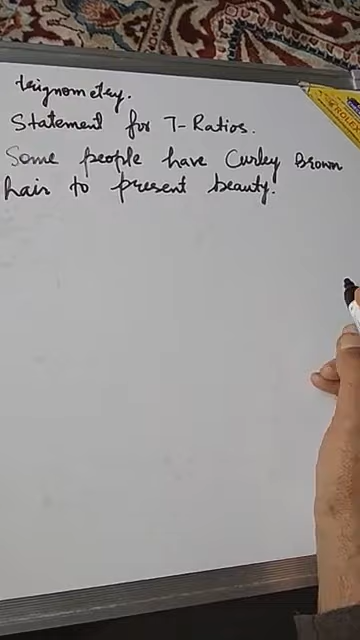 trignometry.
Statement for T-Ratios.
Some people have Curley Brown
hair to present beauty.